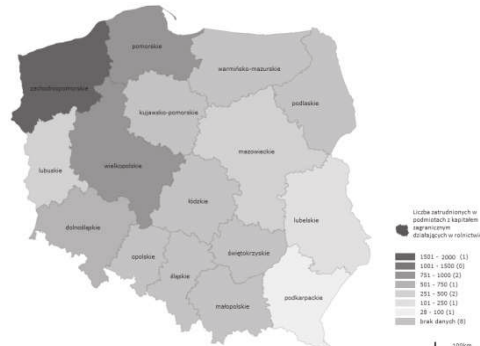 pomorskie
warmińsko-mazurskie
zachodniopomorskie
podlaskie
kujawsko-pomorskie
mazowieckie
lubuskie
wielkopolskie
łódzkie
lubelskie
dolnośląskie
świętokrzyskie
opolskie
śląskie
podkarpackie
małopolskie
Liczba zatrudnionych w
podmiotach z kapitałem
zagranicznym
działających w rolnictwie
1501 - 2000 (1)
1001 - 1500 (0)
751 - 1000 (2)
501 - 750 (1)
251 - 500 (2)
101 - 250 (1)
28 - 100 (1)
brak danych (8)
100km